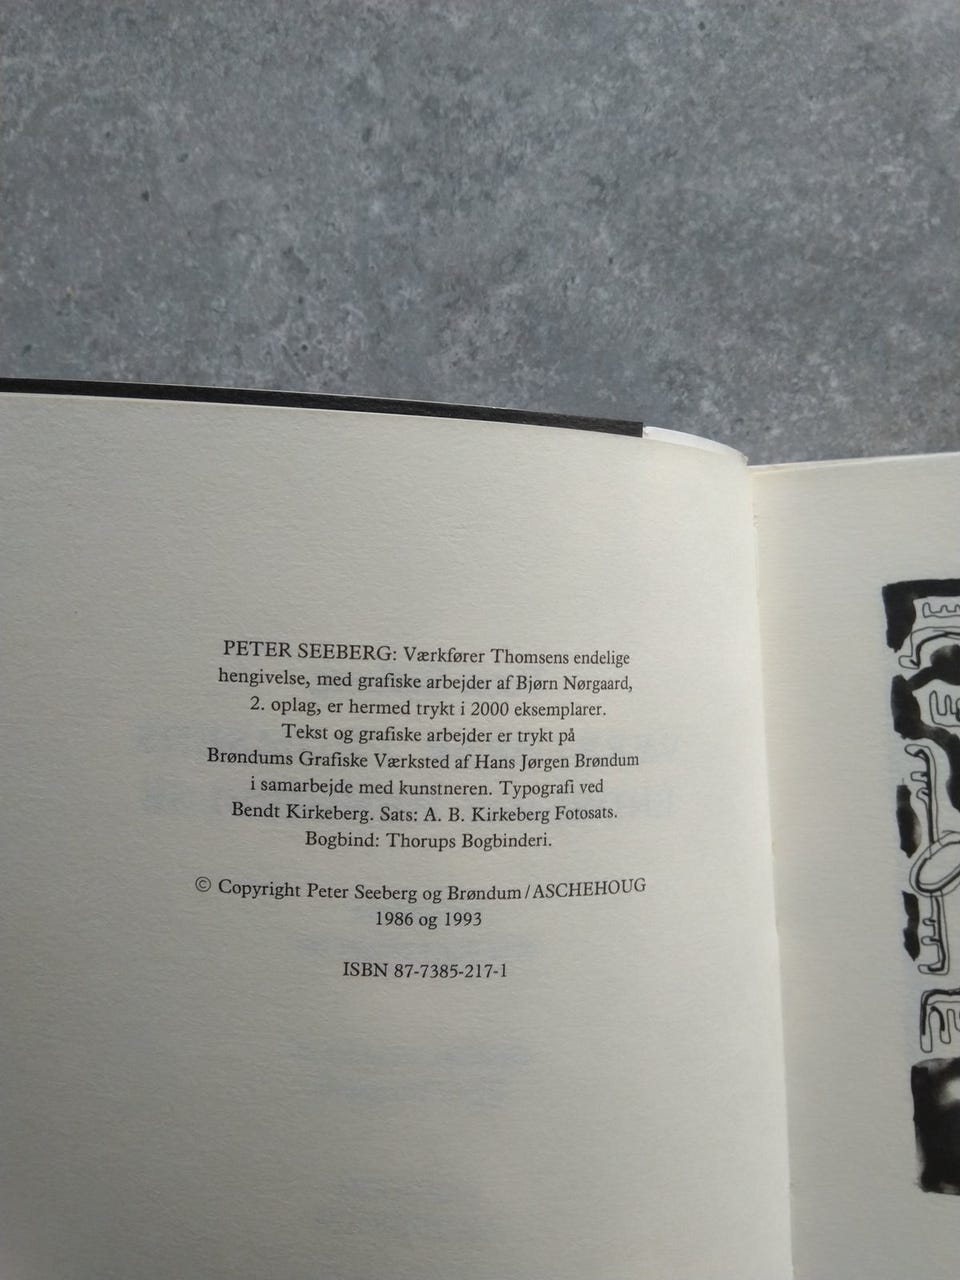 PETER SEEBERG: Værkfører Thomsens endelige
hengivelse, med grafiske arbejder af Bjørn Nørgaard,
2. oplag, er hermed trykt i 2000 eksemplarer.
Tekst og grafiske arbejder er trykt på
Brøndums Grafiske Værksted af Hans Jørgen Brøndum
i samarbejde med kunstneren. Typografi ved
Bendt Kirkeberg. Sats: A. B. Kirkeberg Fotosats.
Bogbind: Thorups Bogbinderi.
© Copyright Peter Seeberg og Brøndum/ASCHEHOUG
1986 og 1993
ISBN 87-7385-217-1